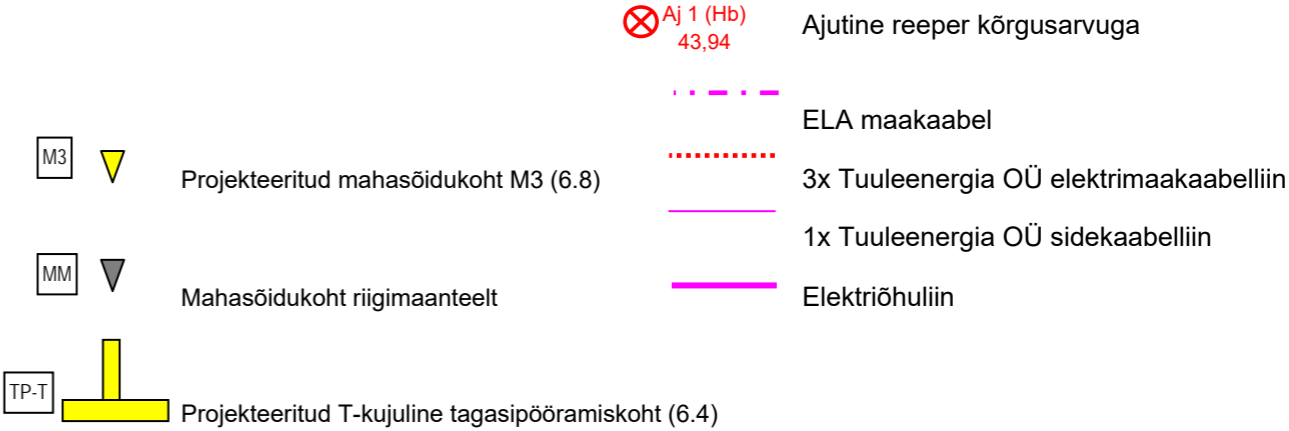 Aj 1 (Hb)
43,94
Ajutine reeper kõrgusarvuga
ELA maakaabel
M3
Projekteeritud mahasõidukoht M3 (6.8)
3x Tuuleenergia OÜ elektrimaakaabelliin
1x Tuuleenergia OÜ sidekaabelliin
MM
Mahasõidukoht riigimaanteelt
Elektriõhuliin
TP-T
Projekteeritud T-kujuline tagasipööramiskoht (6.4)